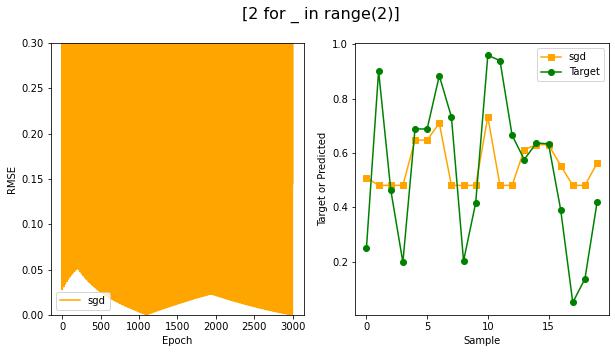 [2 for _ in range(2)]
RMSE
0.30
0.25
0.20
0.15
0.10
0.05
0.00
0
500
1000
1500
2000
2500
3000
Epoch
sgd
Target or Predicted
1.0
0.8
0.6
0.4
0.2
0
5
10
15
Sample
sgd
Target